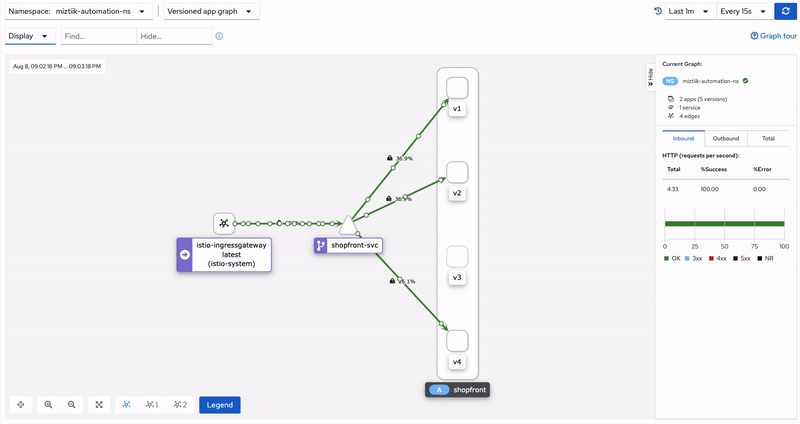 Namespace: miztiik-automation-ns
Versioned app graph
Last 1m
Every 15s
Display
Find...
Hide...
Graph tour
Aug 8, 09:02:18 PM ... 09:03:18 PM
Hide
Current Graph:
NS miztiik-automation-ns
2 apps (5 versions)
1 service
4 edges
Inbound Outbound Total
HTTP (requests per second):
Total %Success %Error
4.33 100.00 0.00
0 25 50 75 100
OK 3xx 4xx 5xx NR
v1
36.9%
v2
v3
v4
istio-ingressgateway
latest
(istio-system)
shopfront-svc
A shopfront
1
2
Legend